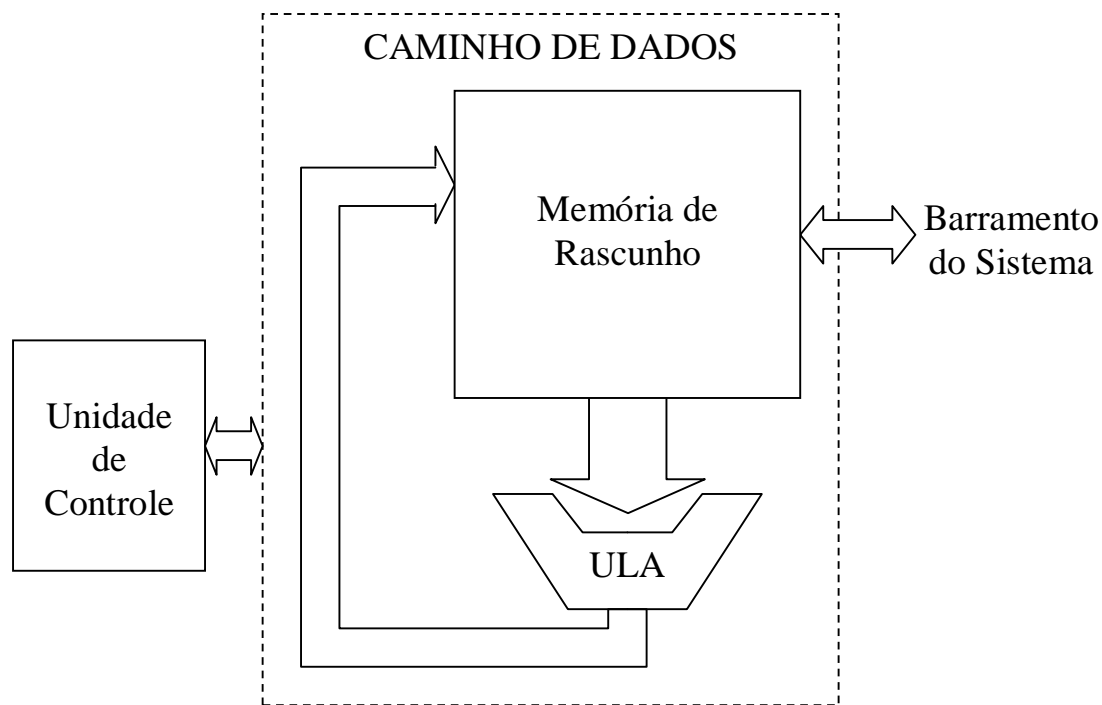 CAMINHO DE DADOS
Memória de
Rascunho
Barramento
do Sistema
Unidade
de
Controle
ULA